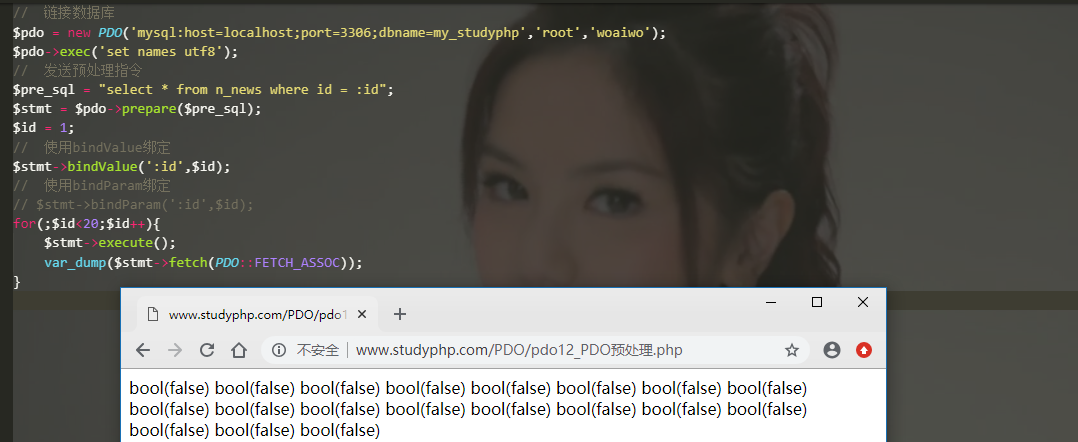 //  链接数据库
$pdo = new PDO('mysql:host=localhost;port=3306;dbname=my_studyphp','root','woaiwo');
$pdo->exec('set names utf8');
//  发送预处理指令
$pre_sql = "select * from n_news where id = :id";
$stmt = $pdo->prepare($pre_sql);
$id = 1;
//  使用bindValue绑定
$stmt->bindValue(':id',$id);
//  使用bindParam绑定
// $stmt->bindParam(':id',$id);
for(;$id<20;$id++){
    $stmt->execute();
    var_dump($stmt->fetch(PDO::FETCH_ASSOC));
}
www.studyphp.com/PDO/pdo1
不安全 | www.studyphp.com/PDO/pdo12_PDO预处理.php
bool(false) bool(false) bool(false) bool(false) bool(false) bool(false) bool(false) bool(false)
bool(false) bool(false) bool(false) bool(false) bool(false) bool(false) bool(false) bool(false)
bool(false) bool(false) bool(false)